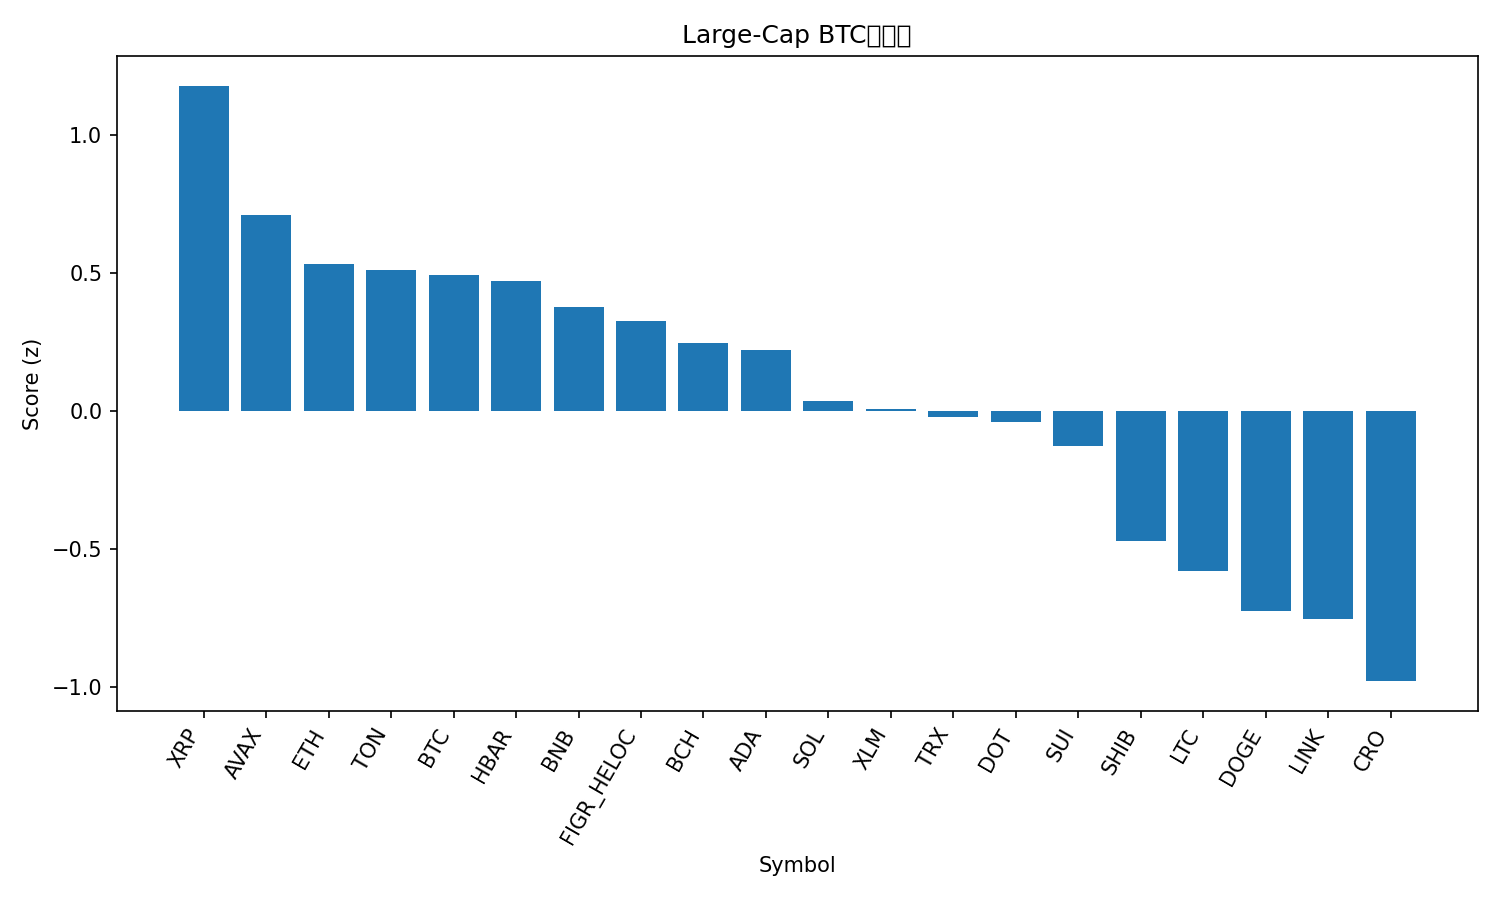 Large-Cap BTC
1.0
0.5
0.0
−0.5
−1.0
Score (z)
XRP
AVAX
ETH
TON
BTC
HBAR
BNB
FIGR_HELOC
BCH
ADA
SOL
XLM
TRX
DOT
SUI
SHIB
LTC
DOGE
LINK
CRO
Symbol